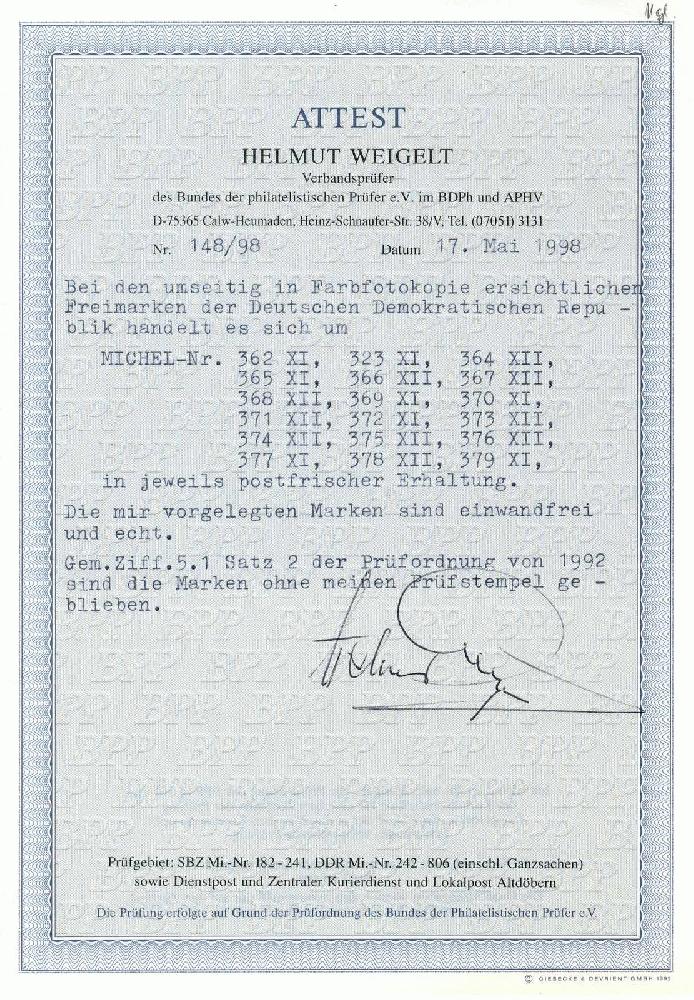 ATTEST
HELMUT WEIGELT
Verbandsprüfer
des Bundes der philatelistischen Prüfer e.V. im BDPh und APHV
D-75365 Calw-Heumaden, Heinz-Schnaufer-Str. 38/V, Tel. (07051) 3131
Nr. 148/98 Datum 17. Mai 1998
Bei den umseitig in Farbfotokopie ersichtlichen
Freimarken der Deutschen Demokratischen Repu -
blik handelt es sich um
MICHEL-Nr. 362 XI, 323 XI, 364 XII,
365 XI, 366 XII, 367 XII,
368 XII, 369 XI, 370 XI,
371 XII, 372 XI, 373 XII,
374 XII, 375 XII, 376 XII,
377 XI, 378 XII, 379 XI,
in jeweils postfrischer Erhaltung.
Die mir vorgelegten Marken sind einwandfrei
und echt.
Gem.Ziff.5.1 Satz 2 der Prüfordnung von 1992
sind die Marken ohne meinen Prüfstempel ge -
blieben.
Prüfgebiet: SBZ Mi.-Nr. 182 - 241, DDR Mi.-Nr. 242 - 806 (einschl. Ganzsachen)
sowie Dienstpost und Zentraler Kurierdienst und Lokalpost Altdöbern
Die Prüfung erfolgte auf Grund der Prüfordnung des Bundes der Philatelistischen Prüfer e.V.
© GIESECKE & DEVRIENT GMBH